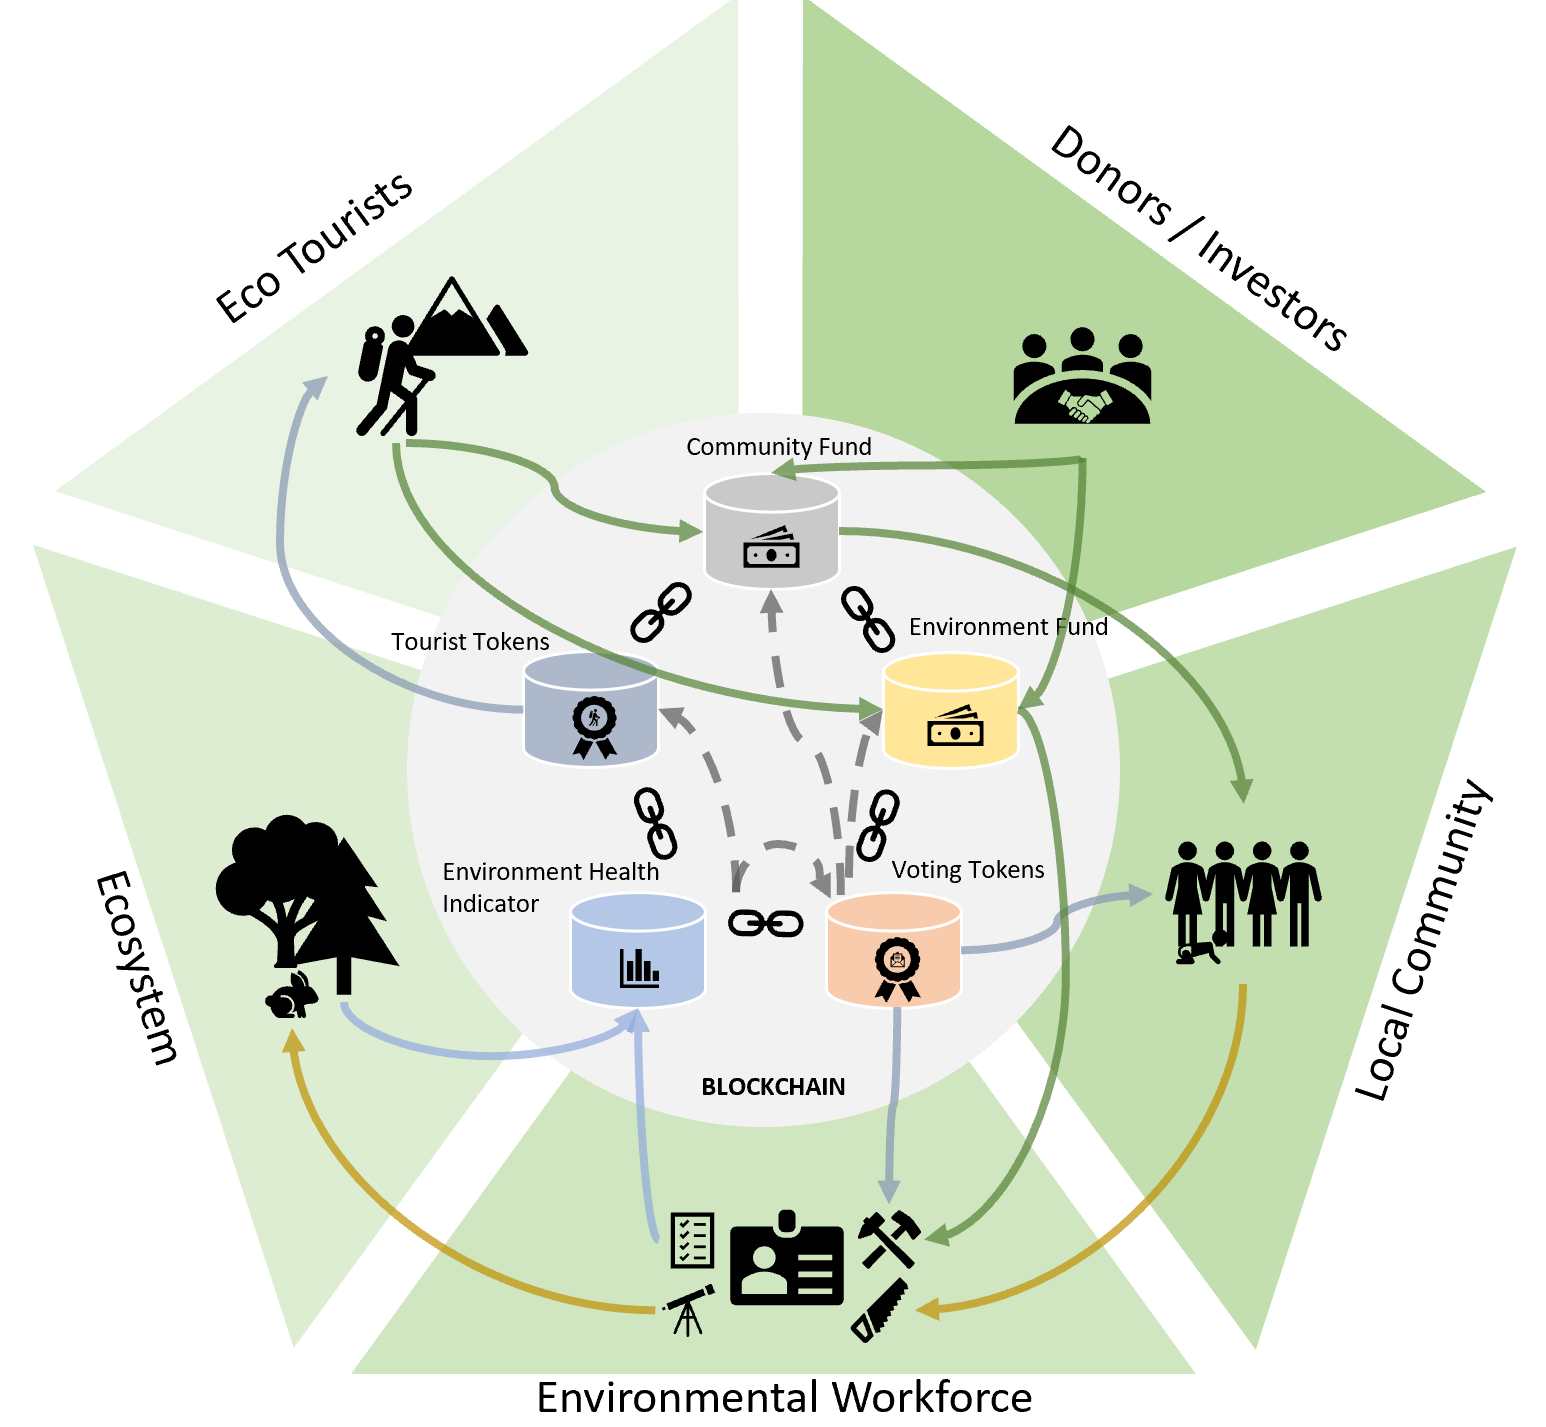 Eco Tourists
Donors / Investors
Community Fund
Environment Fund
Tourist Tokens
Environment Health
Indicator
Voting Tokens
Ecosystem
Local Community
BLOCKCHAIN
Environmental Workforce